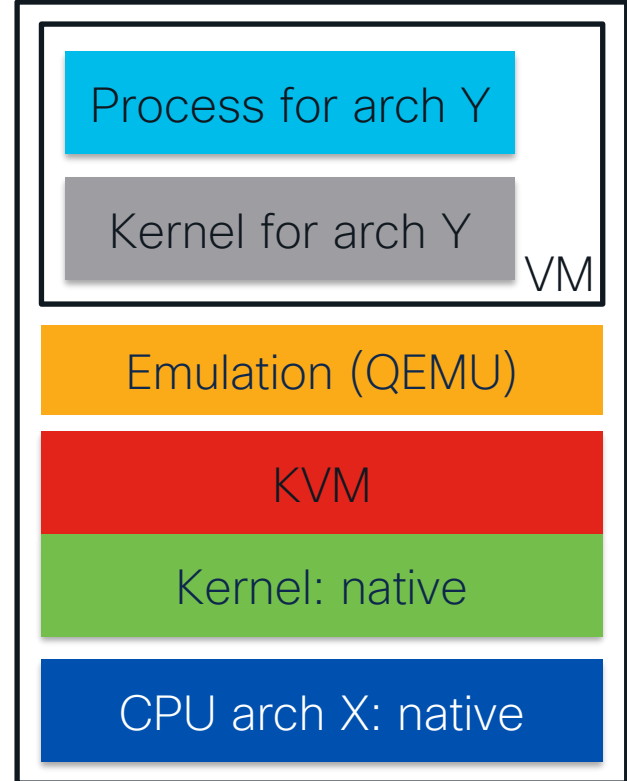 Process for arch Y
Kernel for arch Y
VM
Emulation (QEMU)
KVM
Kernel: native
CPU arch X: native